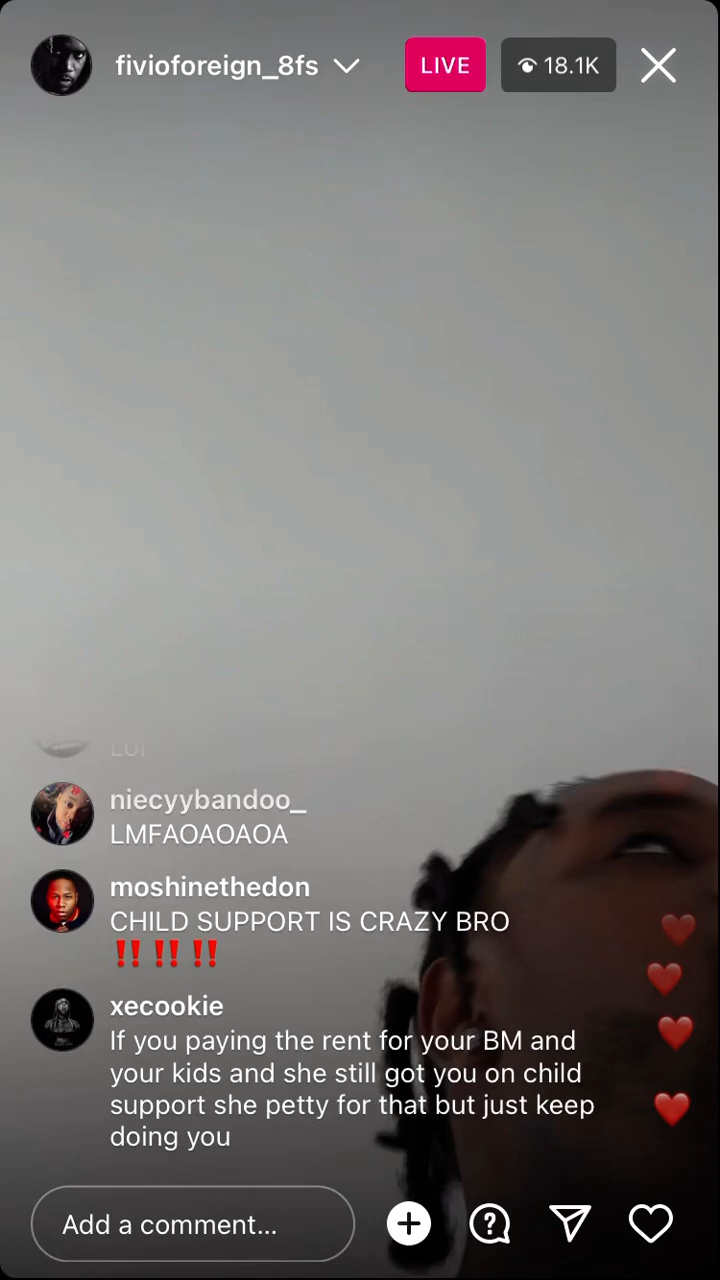 fivioforeign_8fs
LIVE
18.1K
niecyybandoo_
LMFAOAOAOA
moshinethedon
CHILD SUPPORT IS CRAZY BRO
‼️ ‼️ ‼️
xecookie
If you paying the rent for your BM and
your kids and she still got you on child
support she petty for that but just keep
doing you
Add a comment...